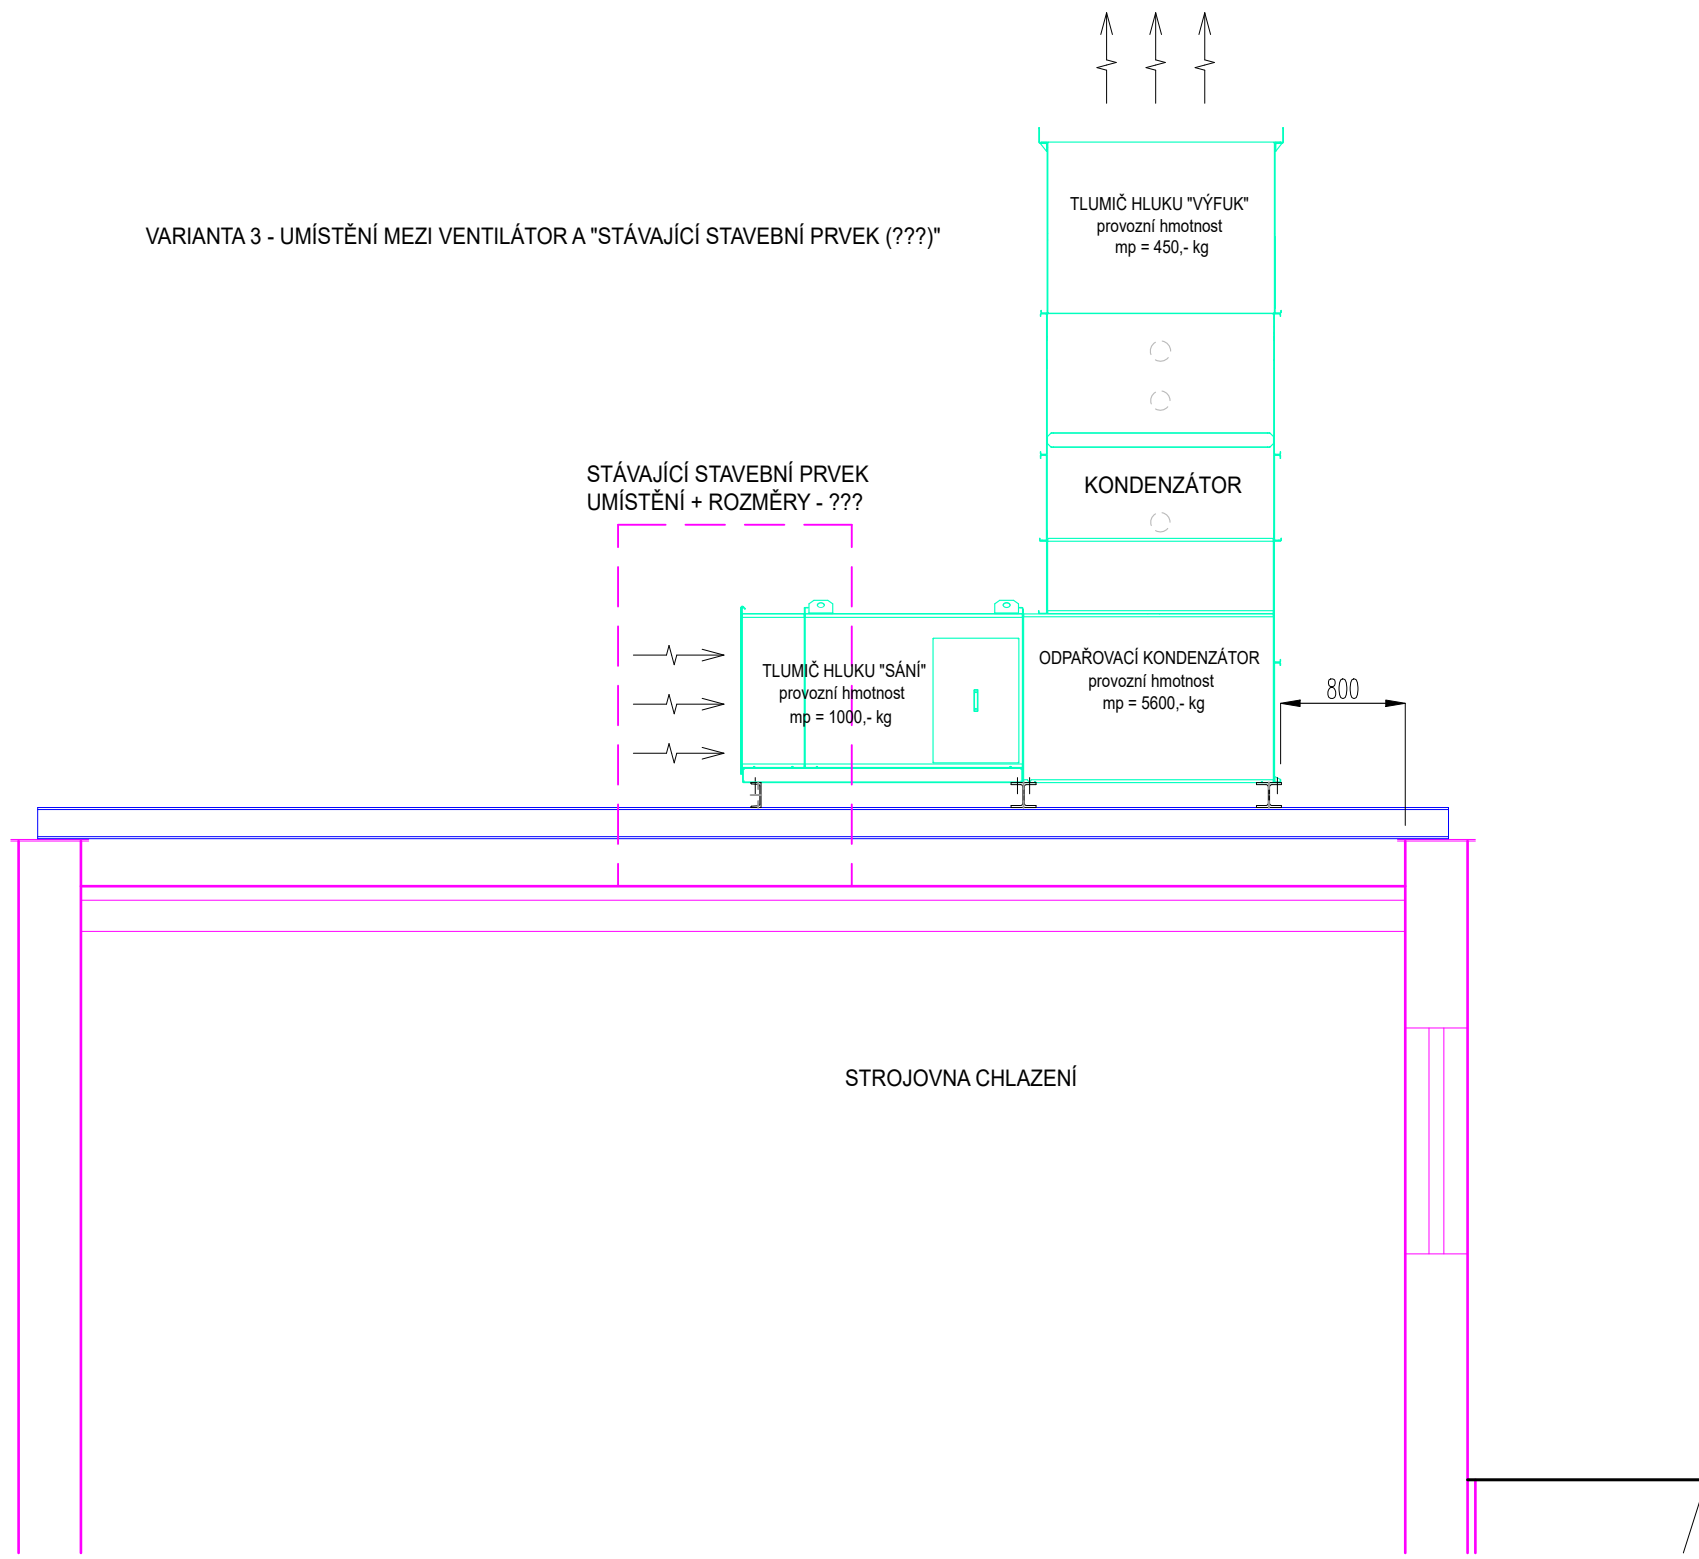 VARIANTA 3 - UMÍSTĚNÍ MEZI VENTILÁTOR A "STÁVAJÍCÍ STAVEBNÍ PRVEK (???)"
TLUMIČ HLUKU "VÝFUK"
provozní hmotnost
mp = 450,- kg
STÁVAJÍCÍ STAVEBNÍ PRVEK
UMÍSTĚNÍ + ROZMĚRY - ???
KONDENZÁTOR
TLUMIČ HLUKU "SÁNÍ"
provozní hmotnost
mp = 1000,- kg
ODPAŘOVACÍ KONDENZÁTOR
provozní hmotnost
mp = 5600,- kg
800
STROJOVNA CHLAZENÍ